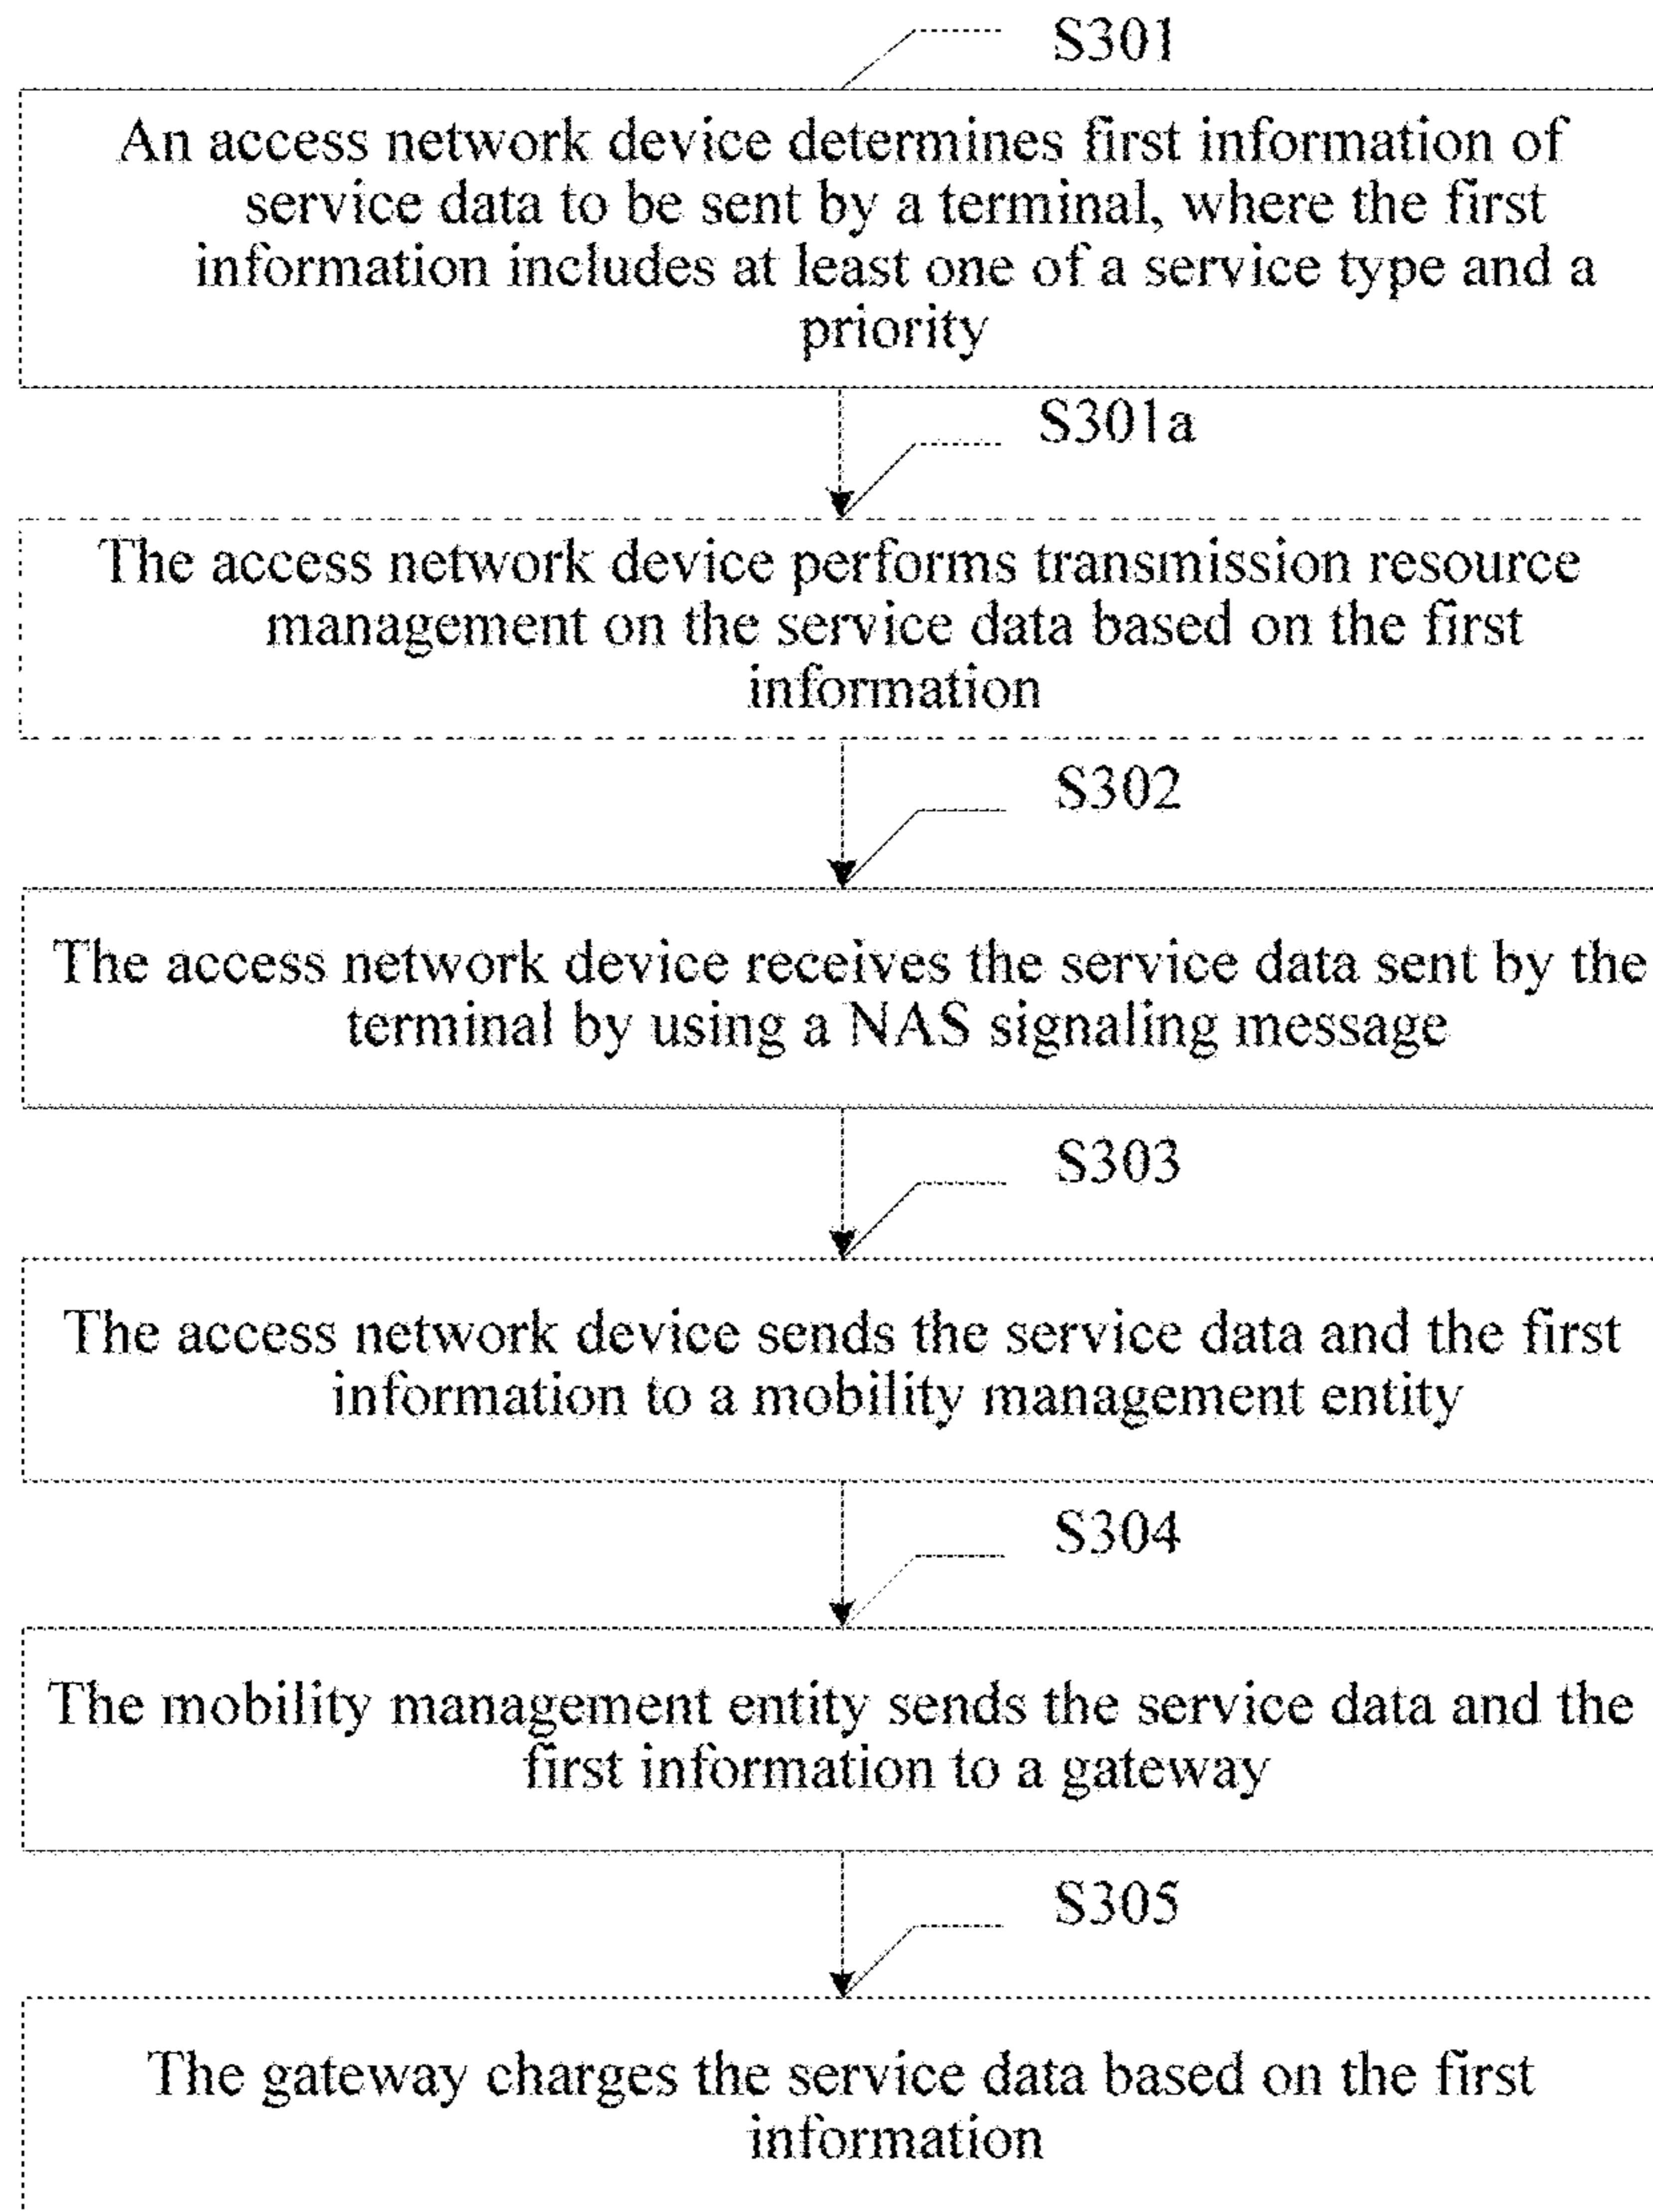 S301
An access network device determines first information of
service data to be sent by a terminal, where the first
information includes at least one of a service type and a
priority
S301a
The access network device performs transmission resource
management on the service data based on the first
information
S302
The access network device receives the service data sent by the
terminal by using a NAS signaling message
S303
The access network device sends the service data and the first
information to a mobility management entity
S304
The mobility management entity sends the service data and the
first information to a gateway
S305
The gateway charges the service data based on the first
information